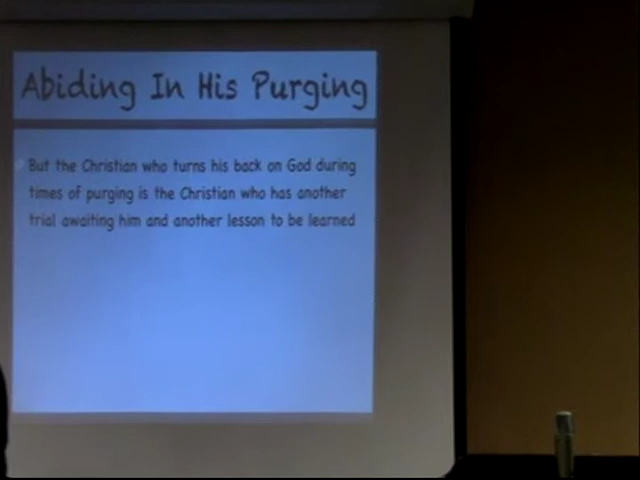 Abiding In His Purging
But the Christian who turns his back on God during
times of purging is the Christian who has another
trial awaiting him and another lesson to be learned